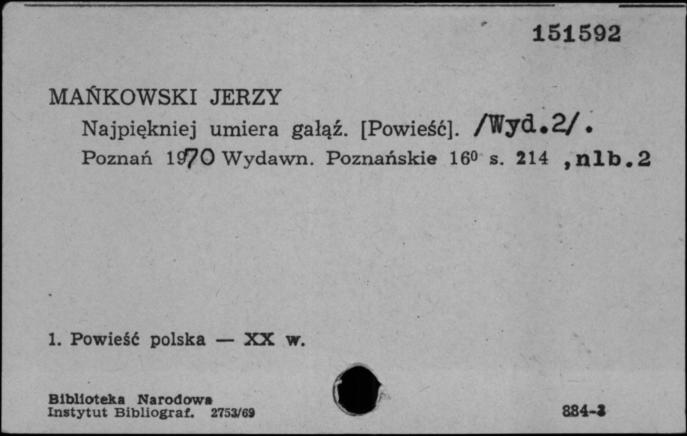 151592
MAŃKOWSKI JERZY
Najpiękniej umiera gałąź. [Powieść]. /Wyd.2/.
Poznań 1970 Wydawn. Poznańskie 16⁰ s. 214 ,nlb.2
1. Powieść polska — XX w.
Biblioteka Narodowa
Instytut Bibliograf. 2753/69
884-3